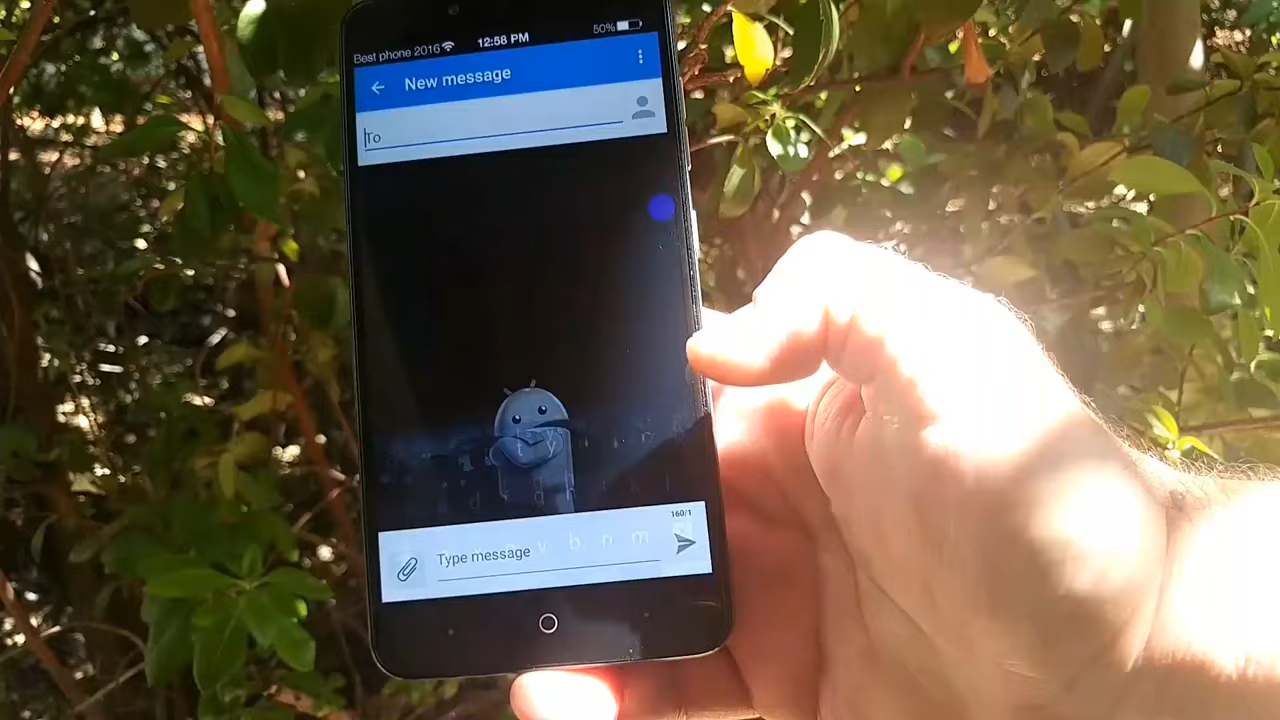 Best phone 2016 12:58 PM 50%
New message
To
t y
d f g h
160/1
Type message
v b n m